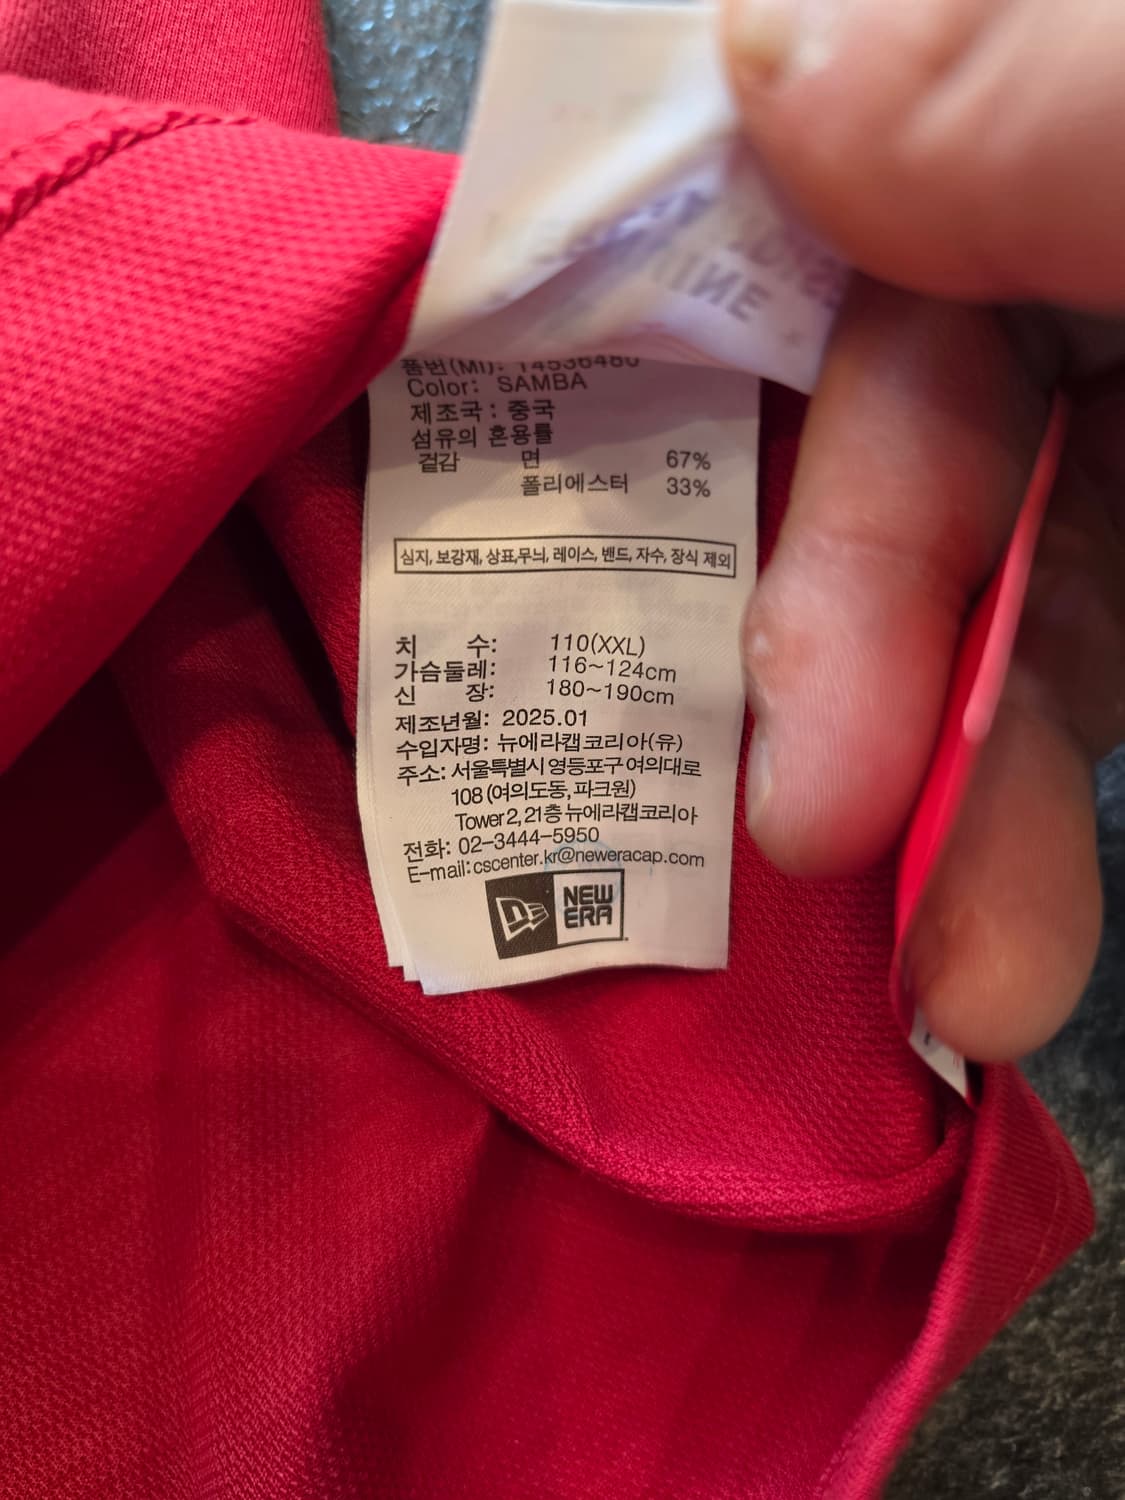 품번(MI): 14536480
Color: SAMBA
제조국 : 중국
섬유의 혼용률
겉감 면 67%
폴리에스터 33%
심지, 보강재, 상표,무늬, 레이스, 밴드, 자수, 장식 제외
치 수: 110(XXL)
가슴둘레: 116~124cm
신 장: 180~190cm
제조년월: 2025.01
수입자명: 뉴에라캡코리아(유)
주소: 서울특별시 영등포구 여의대로
108 (여의도동, 파크원)
Tower 2, 21층 뉴에라캡코리아
전화: 02-3444-5950
E-mail: cscenter.kr@neweracap.com
NEW
ERA